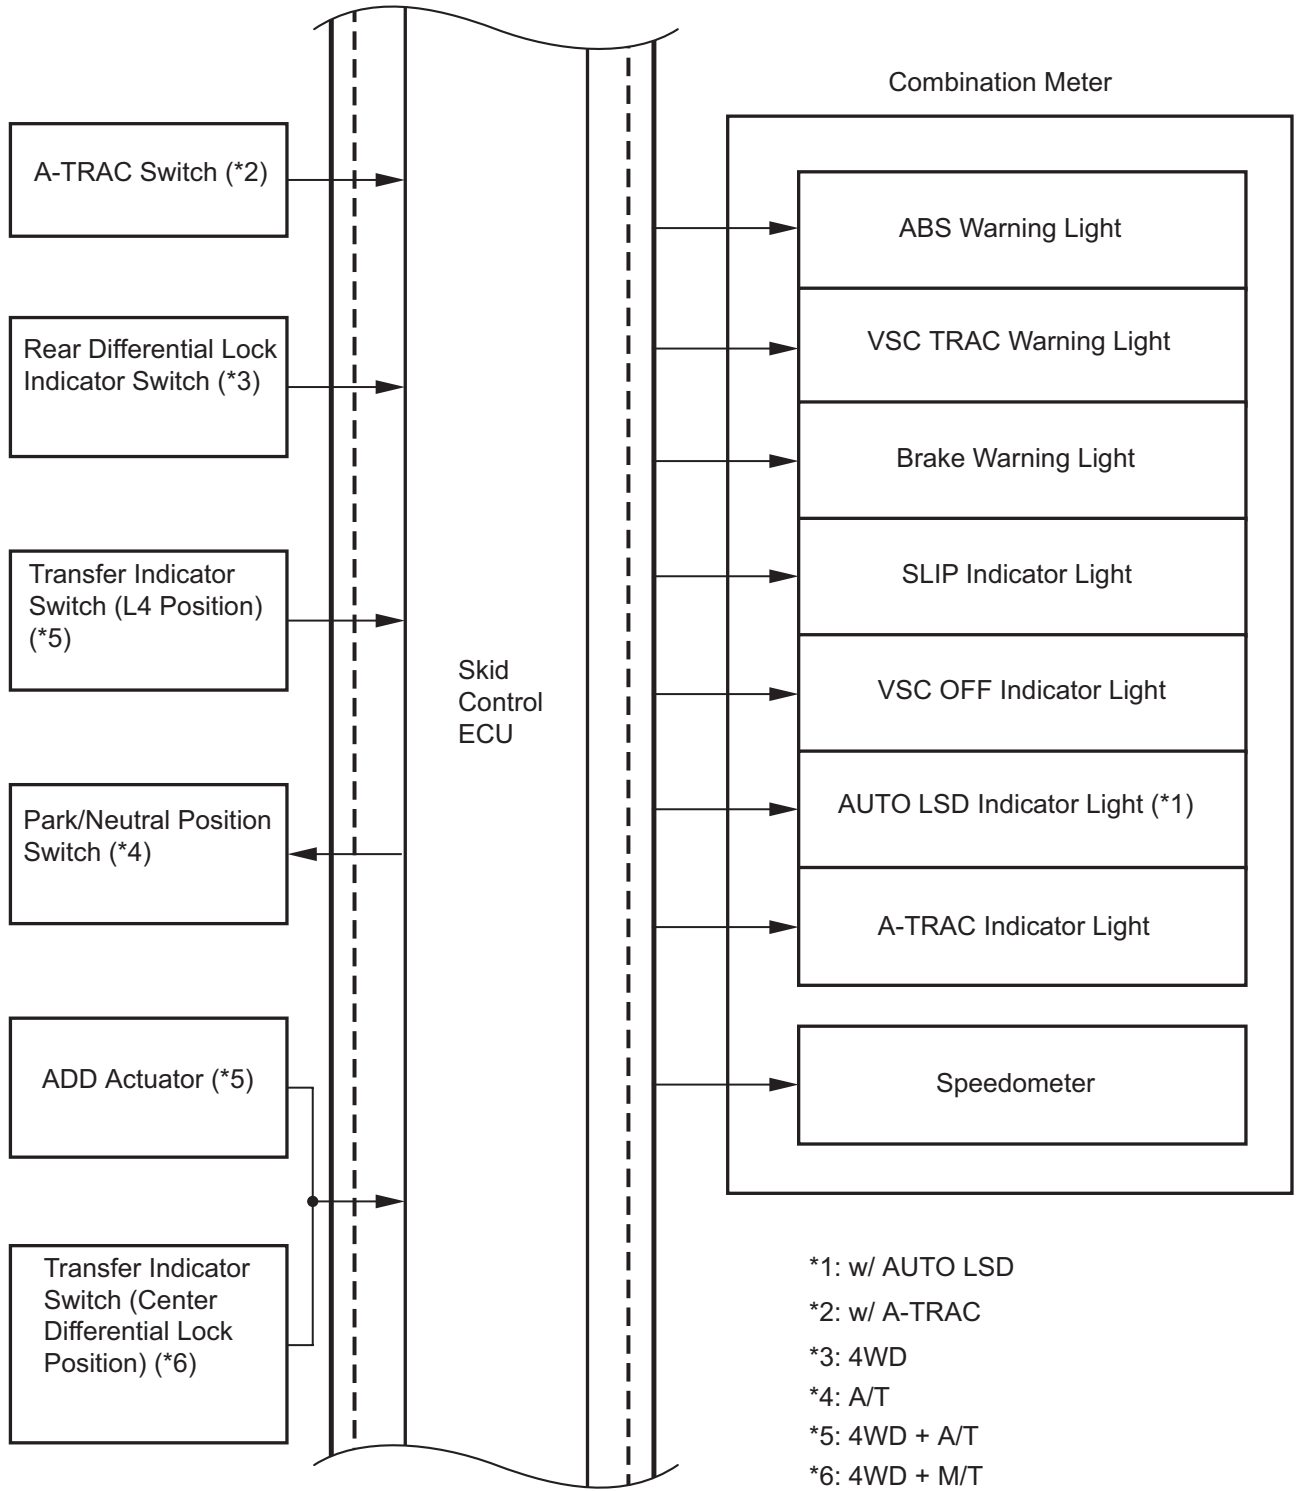 Combination Meter
A-TRAC Switch (*2)
Rear Differential Lock
Indicator Switch (*3)
Transfer Indicator
Switch (L4 Position)
(*5)
Park/Neutral Position
Switch (*4)
ADD Actuator (*5)
Transfer Indicator
Switch (Center
Differential Lock
Position) (*6)
Skid
Control
ECU
ABS Warning Light
VSC TRAC Warning Light
Brake Warning Light
SLIP Indicator Light
VSC OFF Indicator Light
AUTO LSD Indicator Light (*1)
A-TRAC Indicator Light
Speedometer
*1: w/ AUTO LSD
*2: w/ A-TRAC
*3: 4WD
*4: A/T
*5: 4WD + A/T
*6: 4WD + M/T